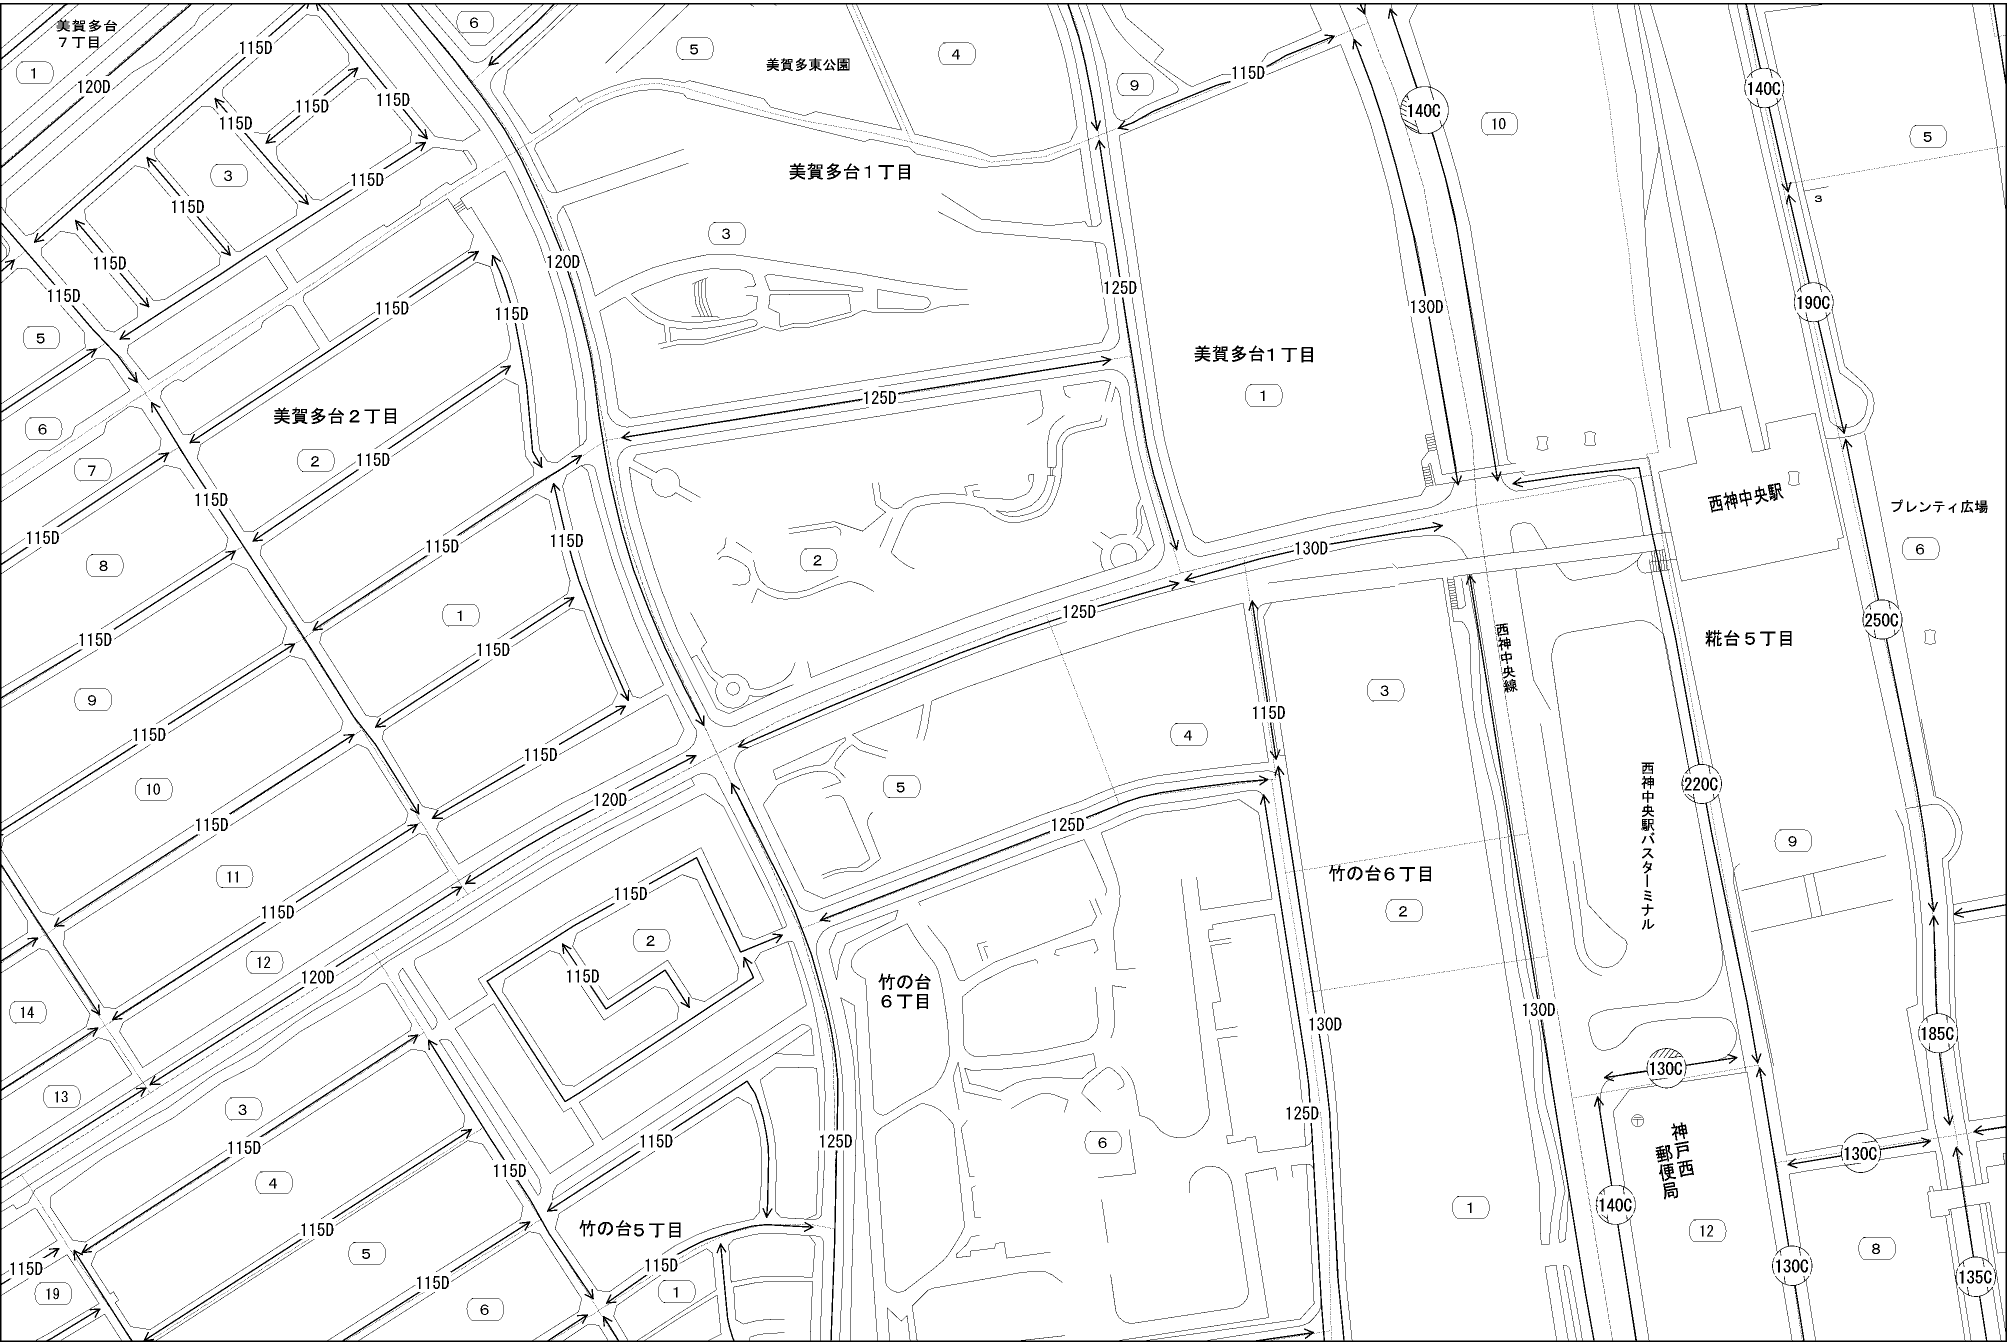 美賀多台
７丁目
1
120D
115D
115D
115D
115D
115D
115D
115D
115D
3
6
5
美賀多東公園
4
9
115D
140C
10
140C
5
美賀多台１丁目
3
3
120D
115D
115D
115D
5
6
7
美賀多台２丁目
2
115D
115D
125D
125D
130D
190C
美賀多台１丁目
1
西神中央駅
プレンティ広場
6
250C
115D
8
115D
115D
1
115D
2
130D
125D
115D
9
115D
115D
120D
10
115D
11
115D
12
120D
14
13
5
4
3
115D
西神中央線
糀台５丁目
220C
西神中央駅バスターミナル
9
125D
竹の台６丁目
2
115D
2
115D
竹の台
６丁目
130D
130D
185C
130C
125D
125D
6
3
115D
4
115D
115D
115D
5
竹の台５丁目
115D
1
115D
6
115D
19
1
140C
神戸西
郵便局
12
130C
130C
8
135C